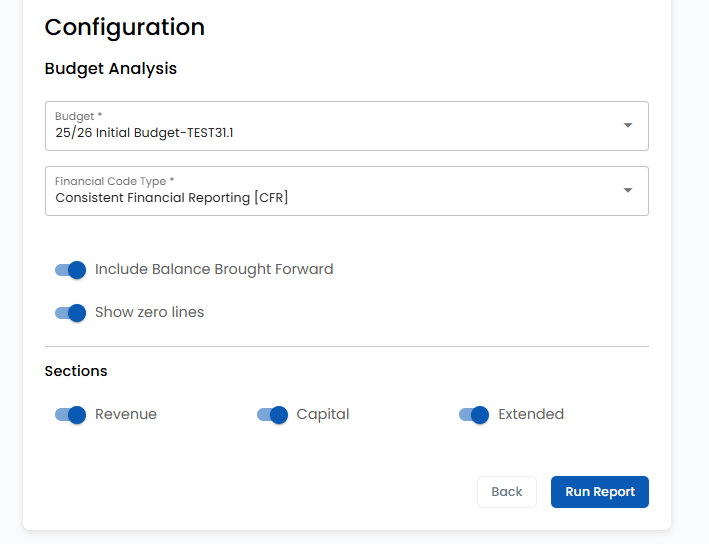 Configuration
Budget Analysis
Budget *
25/26 Initial Budget-TEST31.1
Financial Code Type *
Consistent Financial Reporting [CFR]
Include Balance Brought Forward
Show zero lines
Sections
Revenue
Capital
Extended
Back
Run Report